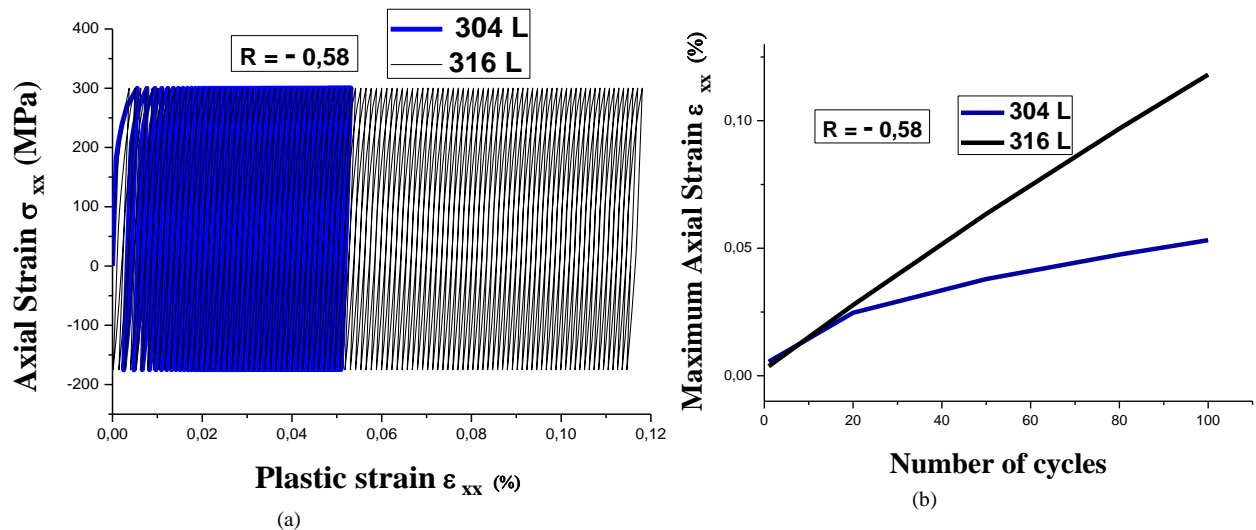 400
300
200
100
0
-100
-200
0,00
0,02
0,04
0,06
0,08
0,10
0,12
Axial Strain σ xx (MPa)
Plastic strain ε xx (%)
R = - 0,58
304 L
316 L
(a)
0,10
0,05
0,00
0
20
40
60
80
100
Maximum Axial Strain ε xx (%)
Number of cycles
R = - 0,58
304 L
316 L
(b)